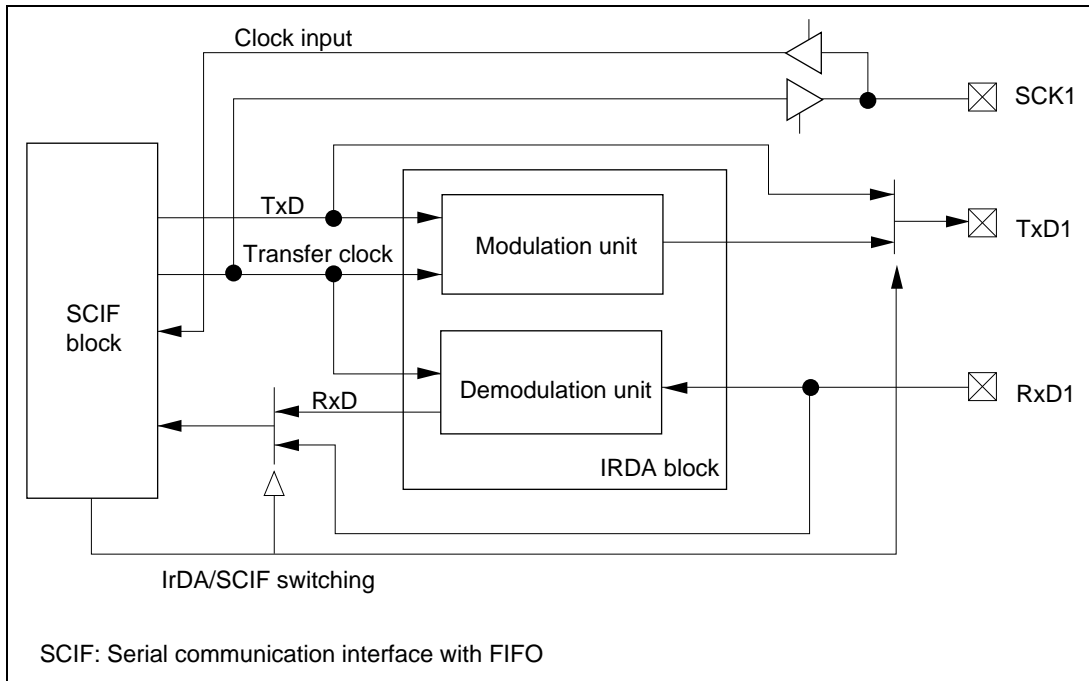 Clock input
SCK1
TxD
TxD1
Modulation unit
Transfer clock
SCIF
block
Demodulation unit
RxD
RxD1
IRDA block
IrDA/SCIF switching
SCIF: Serial communication interface with FIFO